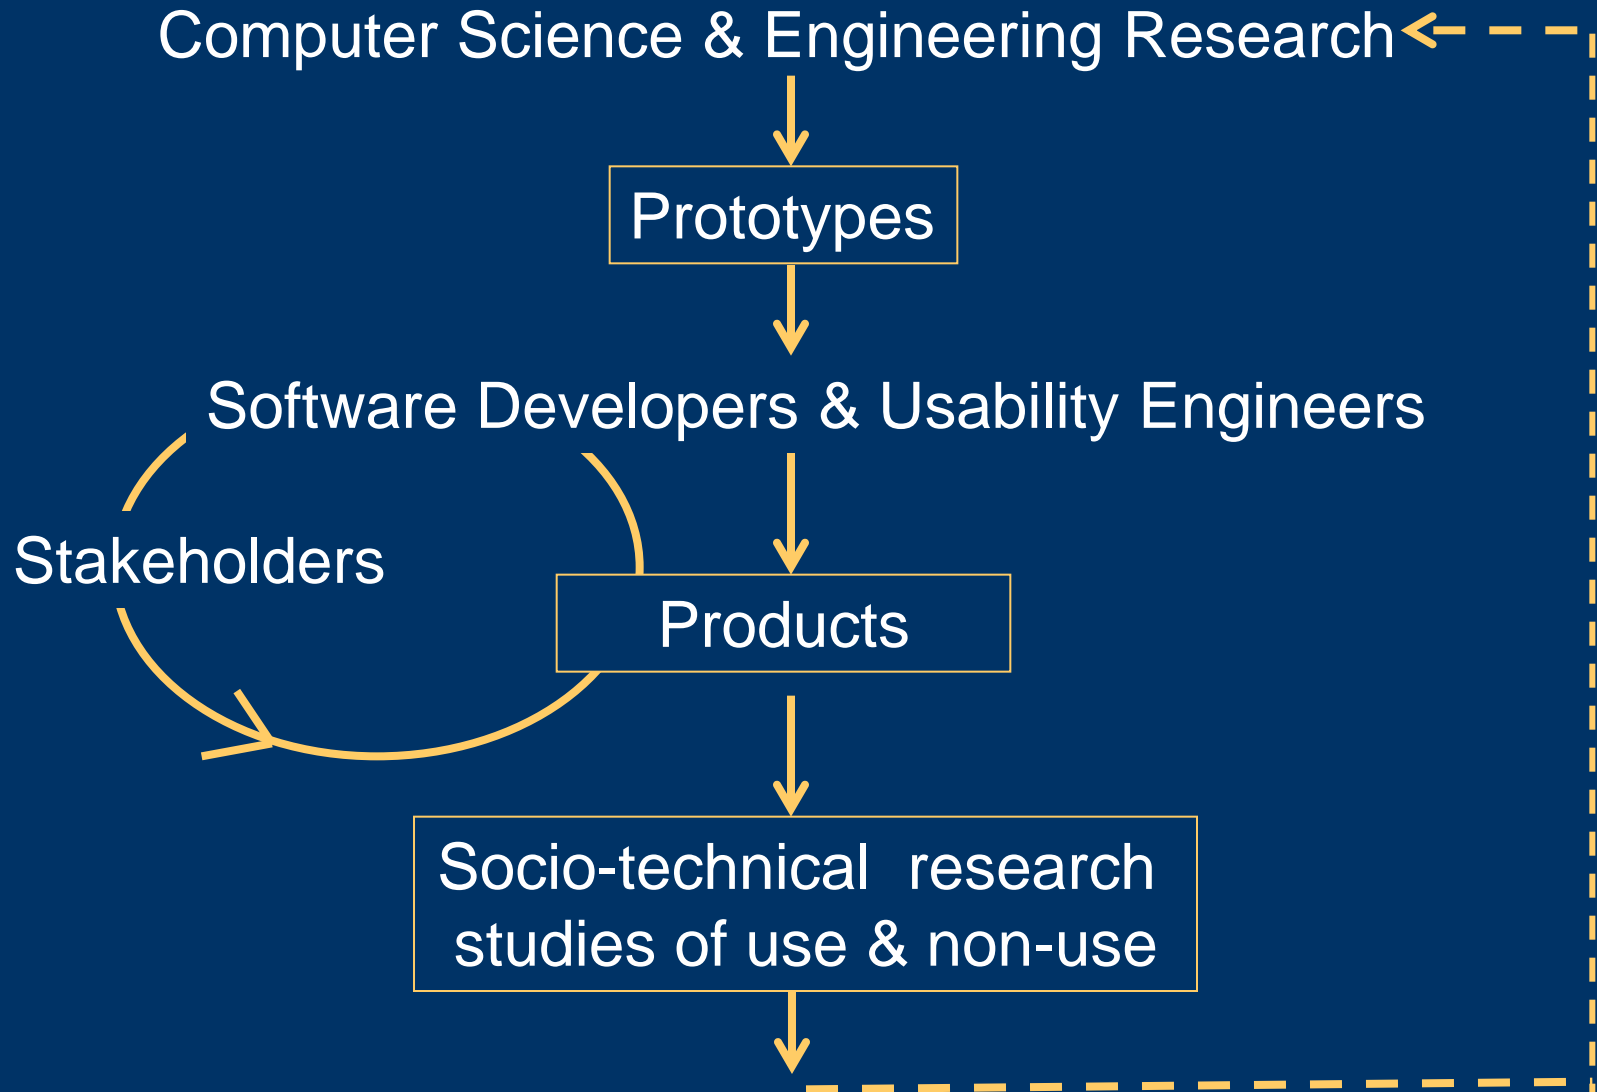 Computer Science & Engineering Research
Prototypes
Software Developers & Usability Engineers
Stakeholders
Products
Socio-technical research
studies of use & non-use